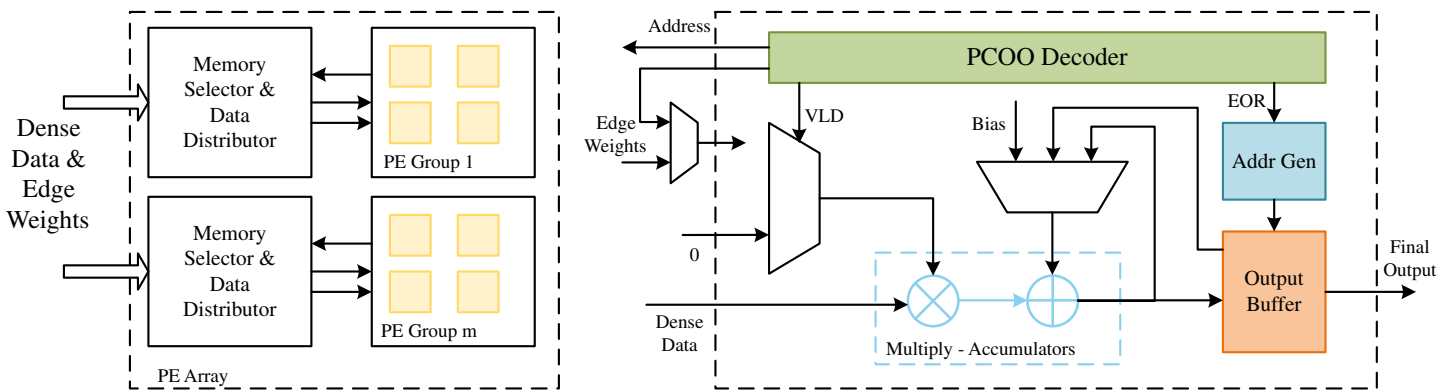 Dense
Data &
Edge
Weights
Memory
Selector &
Data
Distributor
PE Group 1
Memory
Selector &
Data
Distributor
PE Group m
PE Array
Address
PCOO Decoder
Edge
Weights
VLD
Bias
EOR
Addr Gen
0
Dense
Data
Multiply - Accumulators
Output
Buffer
Final
Output